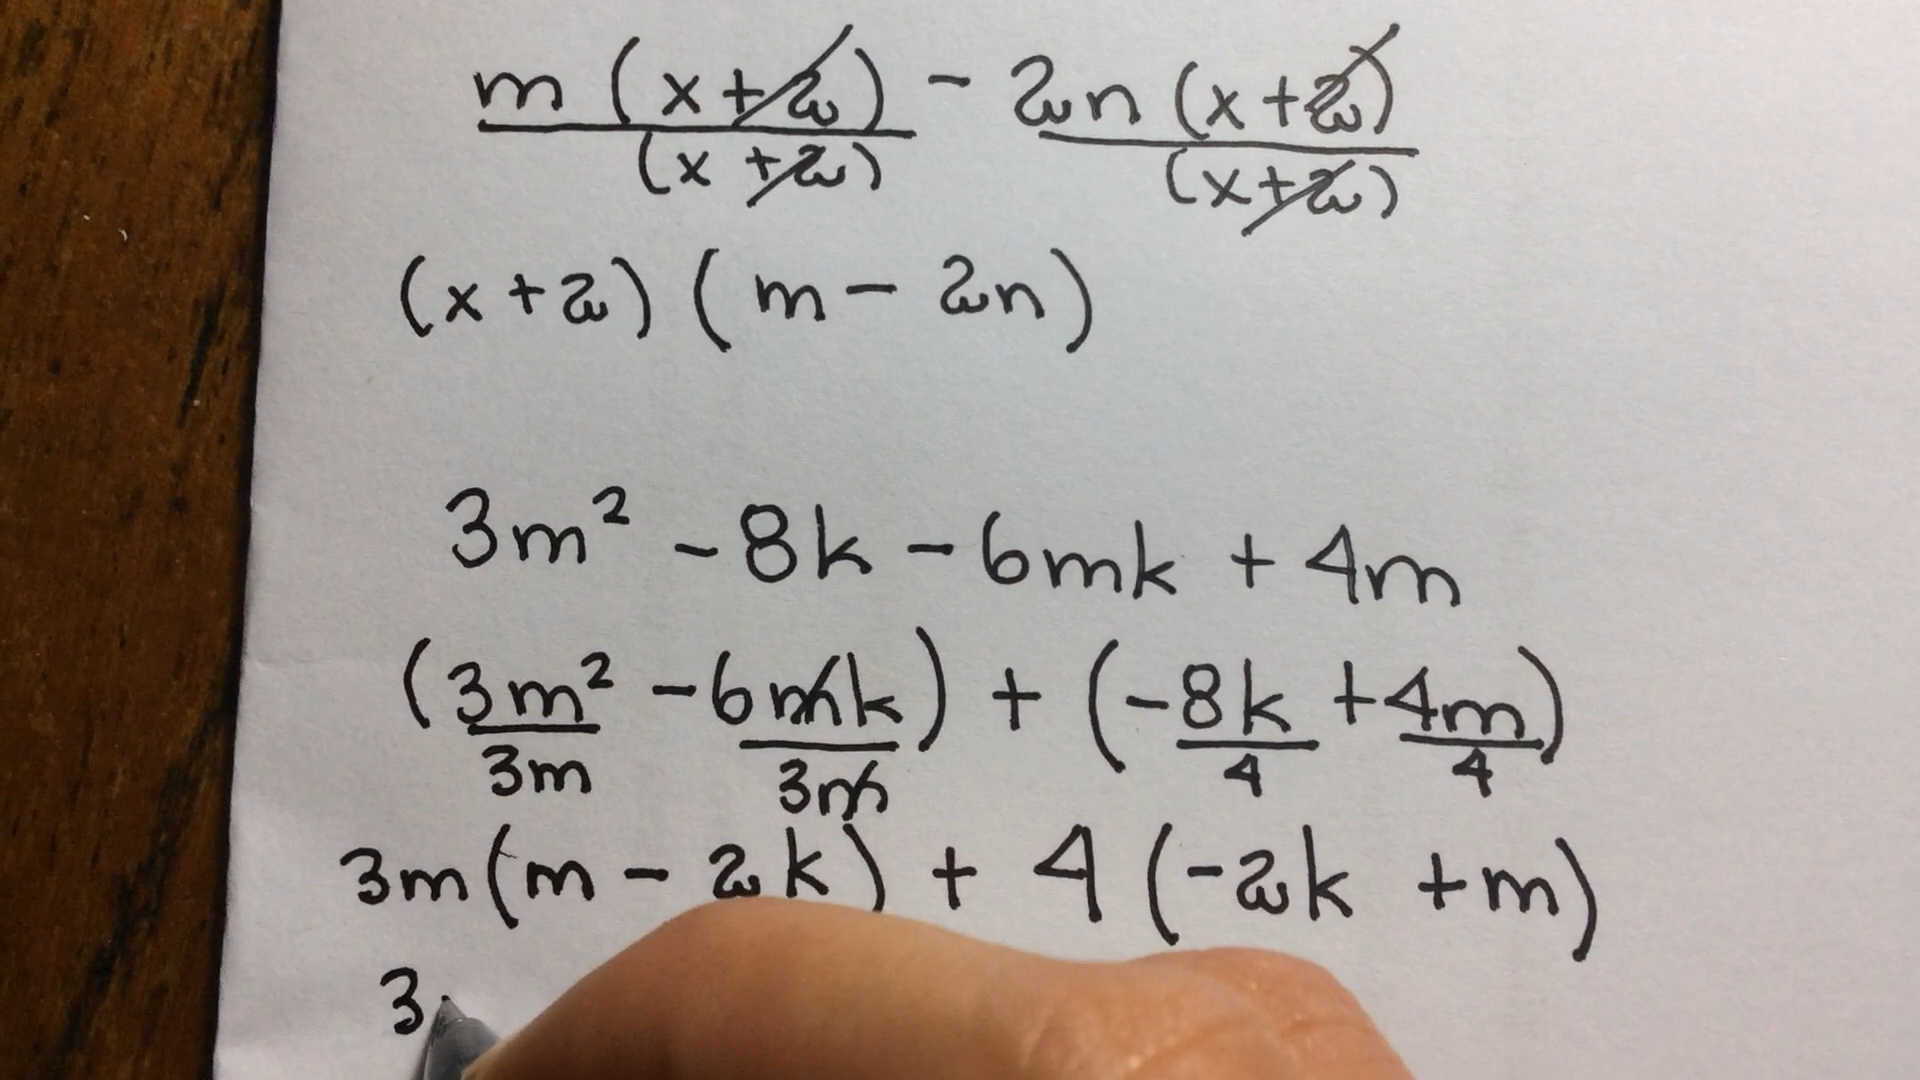 m (x+2) - 2n (x+2)
(x+2) (x+2)
(x+2) (m - 2n)
3m² - 8k - 6mk + 4m
(3m² - 6mk) + (-8k + 4m)
3m 3m 4 4
3m(m - 2k) + 4 (-2k + m)
3